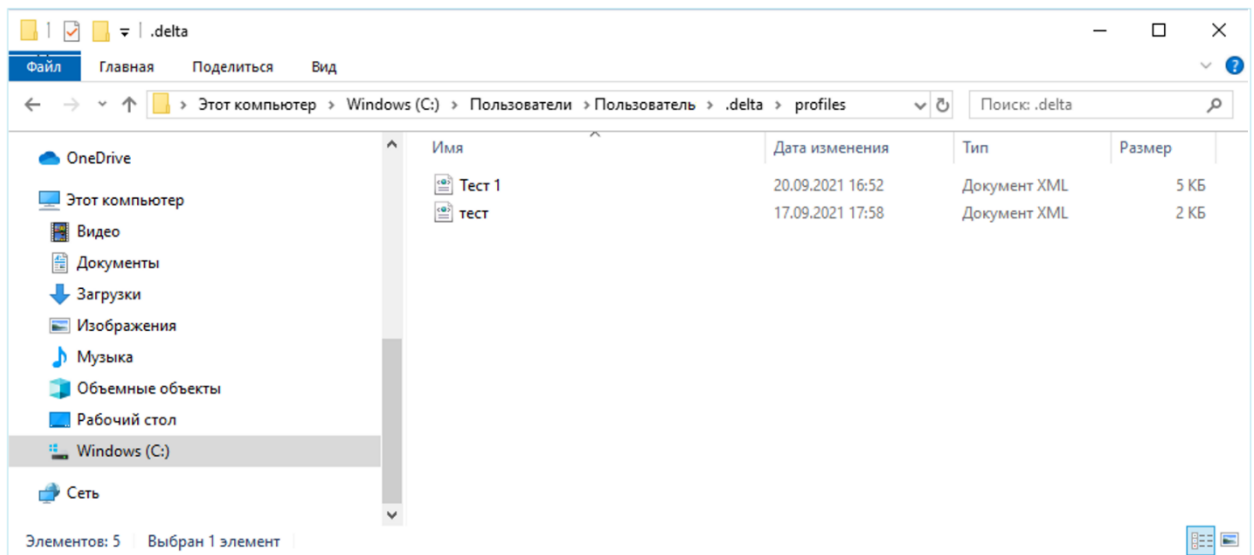 .delta
Файл Главная Поделиться Вид
Этот компьютер > Windows (C:) > Пользователи > Пользователь > .delta > profiles Поиск: .delta
Имя Дата изменения Тип Размер
OneDrive
Этот компьютер
Видео
Документы
Загрузки
Изображения
Музыка
Объемные объекты
Рабочий стол
Windows (C:)
Сеть
Тест 1 20.09.2021 16:52 Документ XML 5 КБ
тест 17.09.2021 17:58 Документ XML 2 КБ
Элементов: 5 Выбран 1 элемент